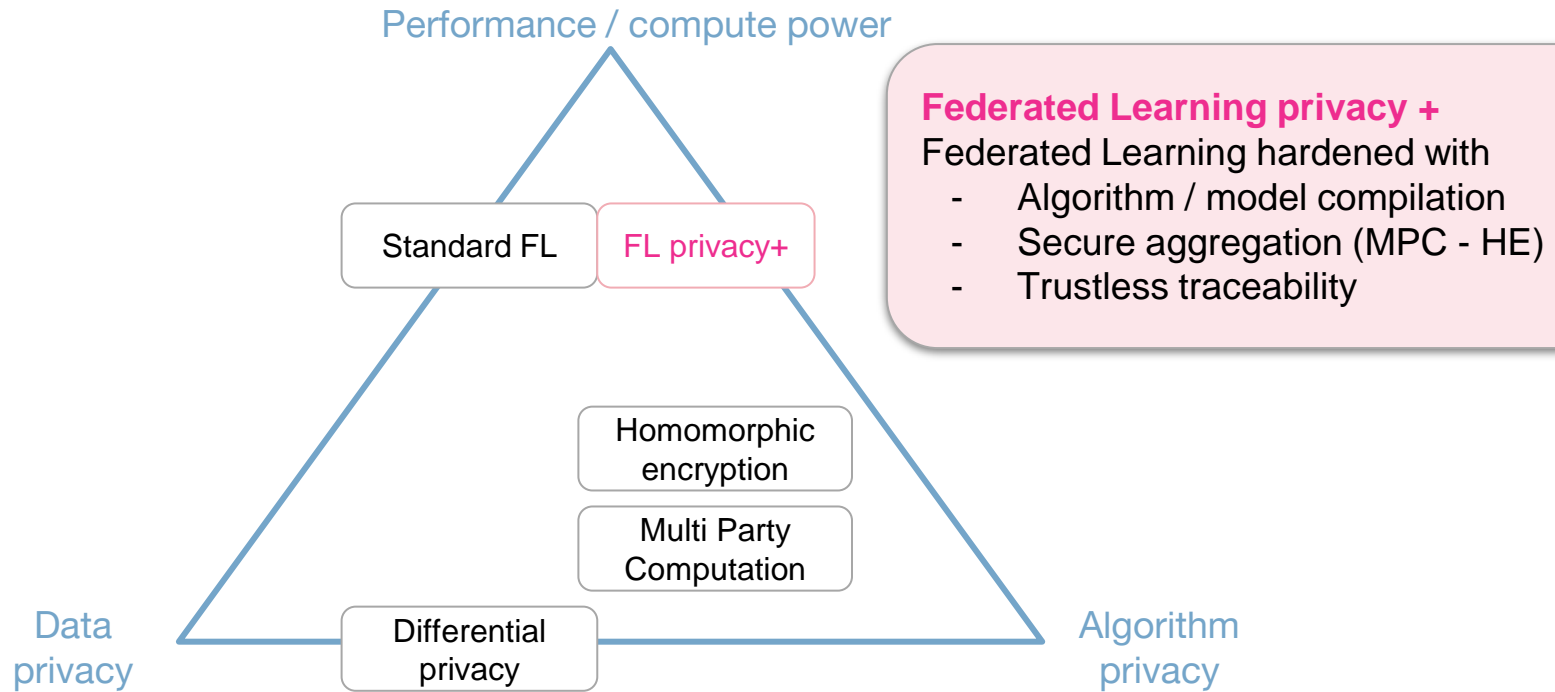 Performance / compute power
Federated Learning privacy +
Federated Learning hardened with
- Algorithm / model compilation
- Secure aggregation (MPC - HE)
- Trustless traceability
Standard FL
FL privacy+
Homomorphic
encryption
Multi Party
Computation
Data
privacy
Differential
privacy
Algorithm
privacy